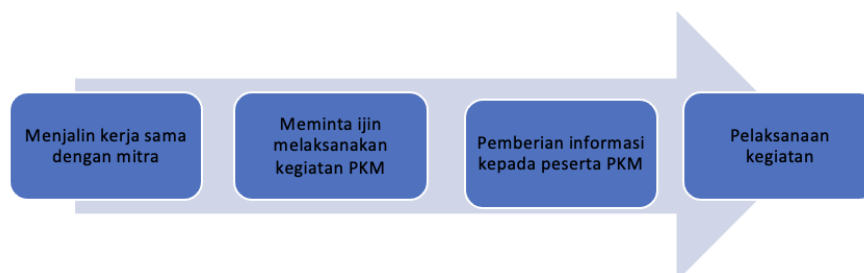 Menjalin kerja sama
dengan mitra
Meminta ijin
melaksanakan
kegiatan PKM
Pemberian informasi
kepada peserta PKM
Pelaksanaan
kegiatan